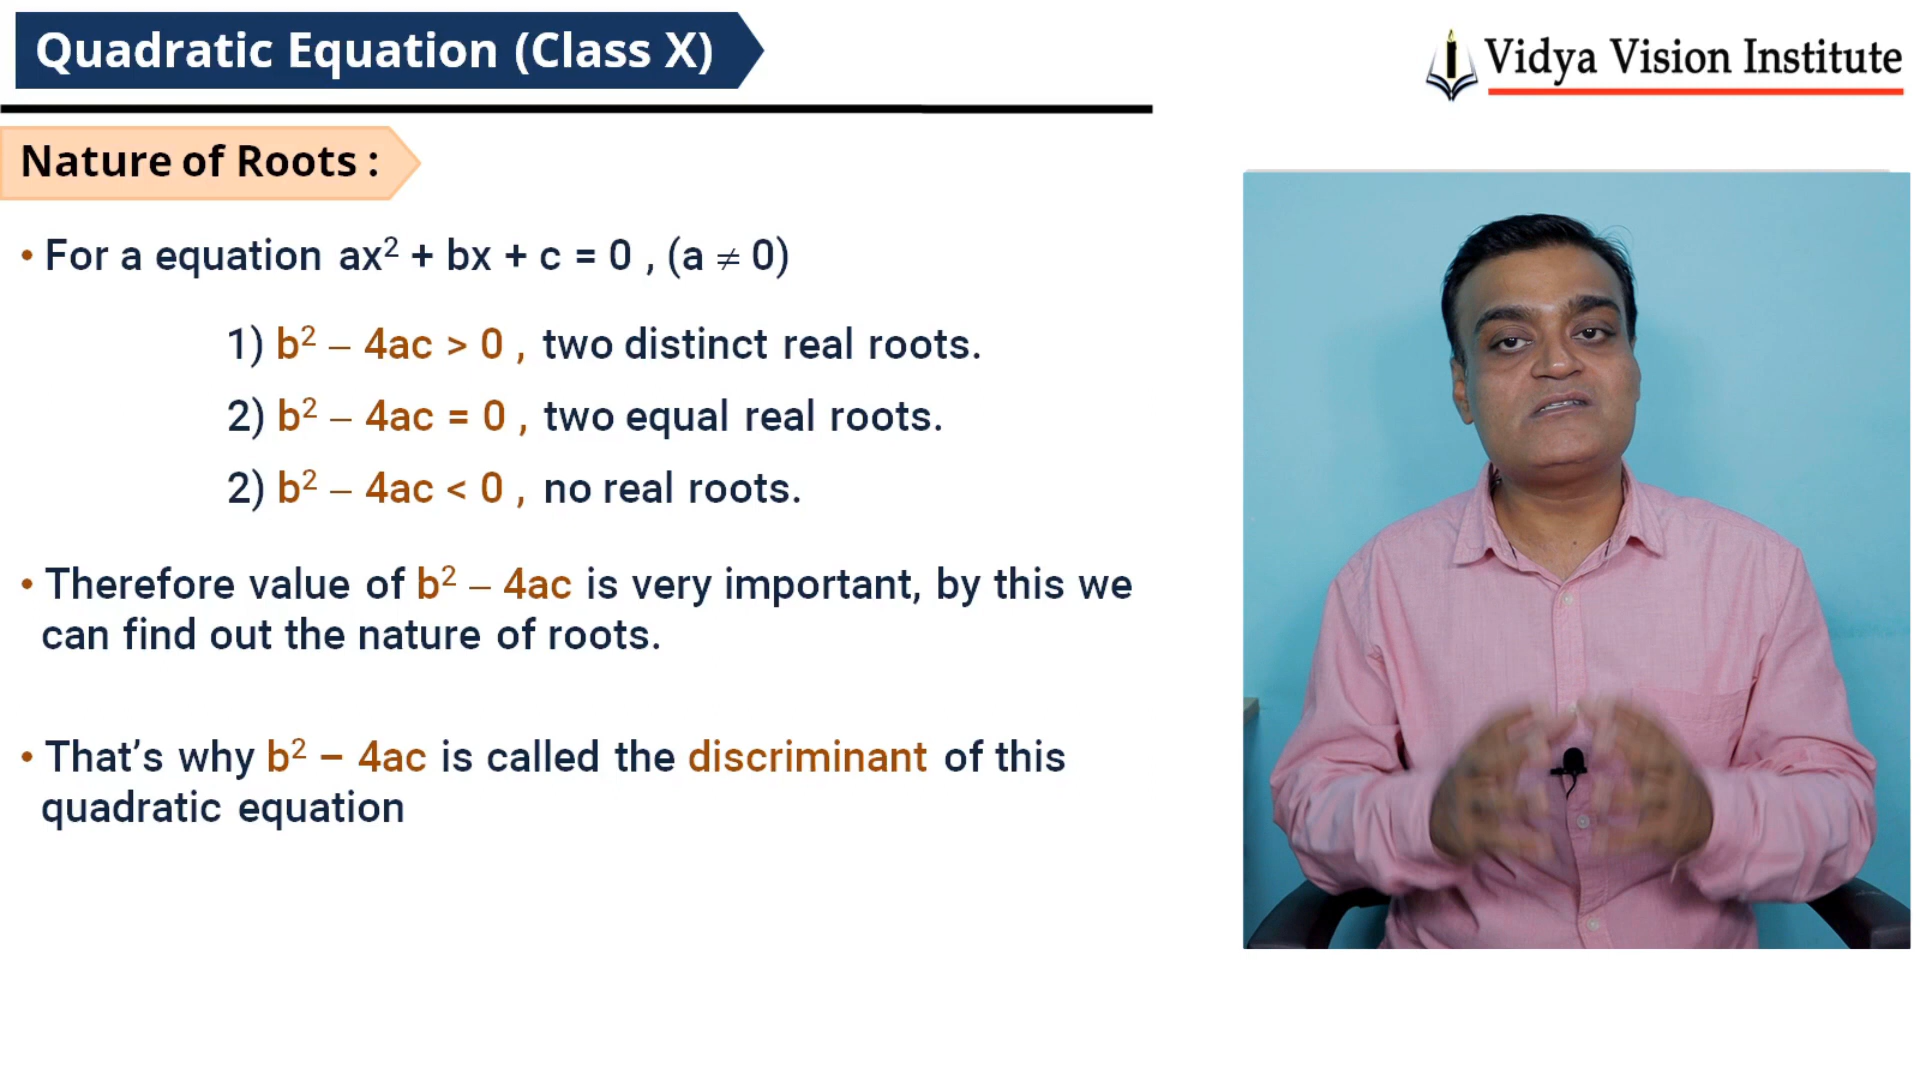 Quadratic Equation (Class X)
Vidya Vision Institute
Nature of Roots :
• For a equation ax² + bx + c = 0 , (a ≠ 0)
1) b² – 4ac > 0 , two distinct real roots.
2) b² – 4ac = 0 , two equal real roots.
2) b² – 4ac < 0 , no real roots.
• Therefore value of b² – 4ac is very important, by this we
can find out the nature of roots.
• That’s why b² – 4ac is called the discriminant of this
quadratic equation